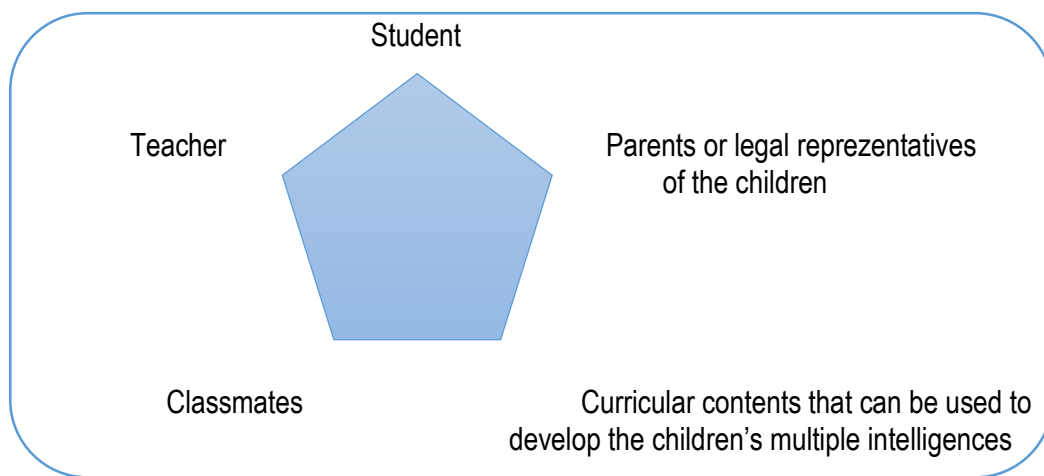 Student
Teacher
Parents or legal reprezentatives
of the children
Classmates
Curricular contents that can be used to
develop the children’s multiple intelligences